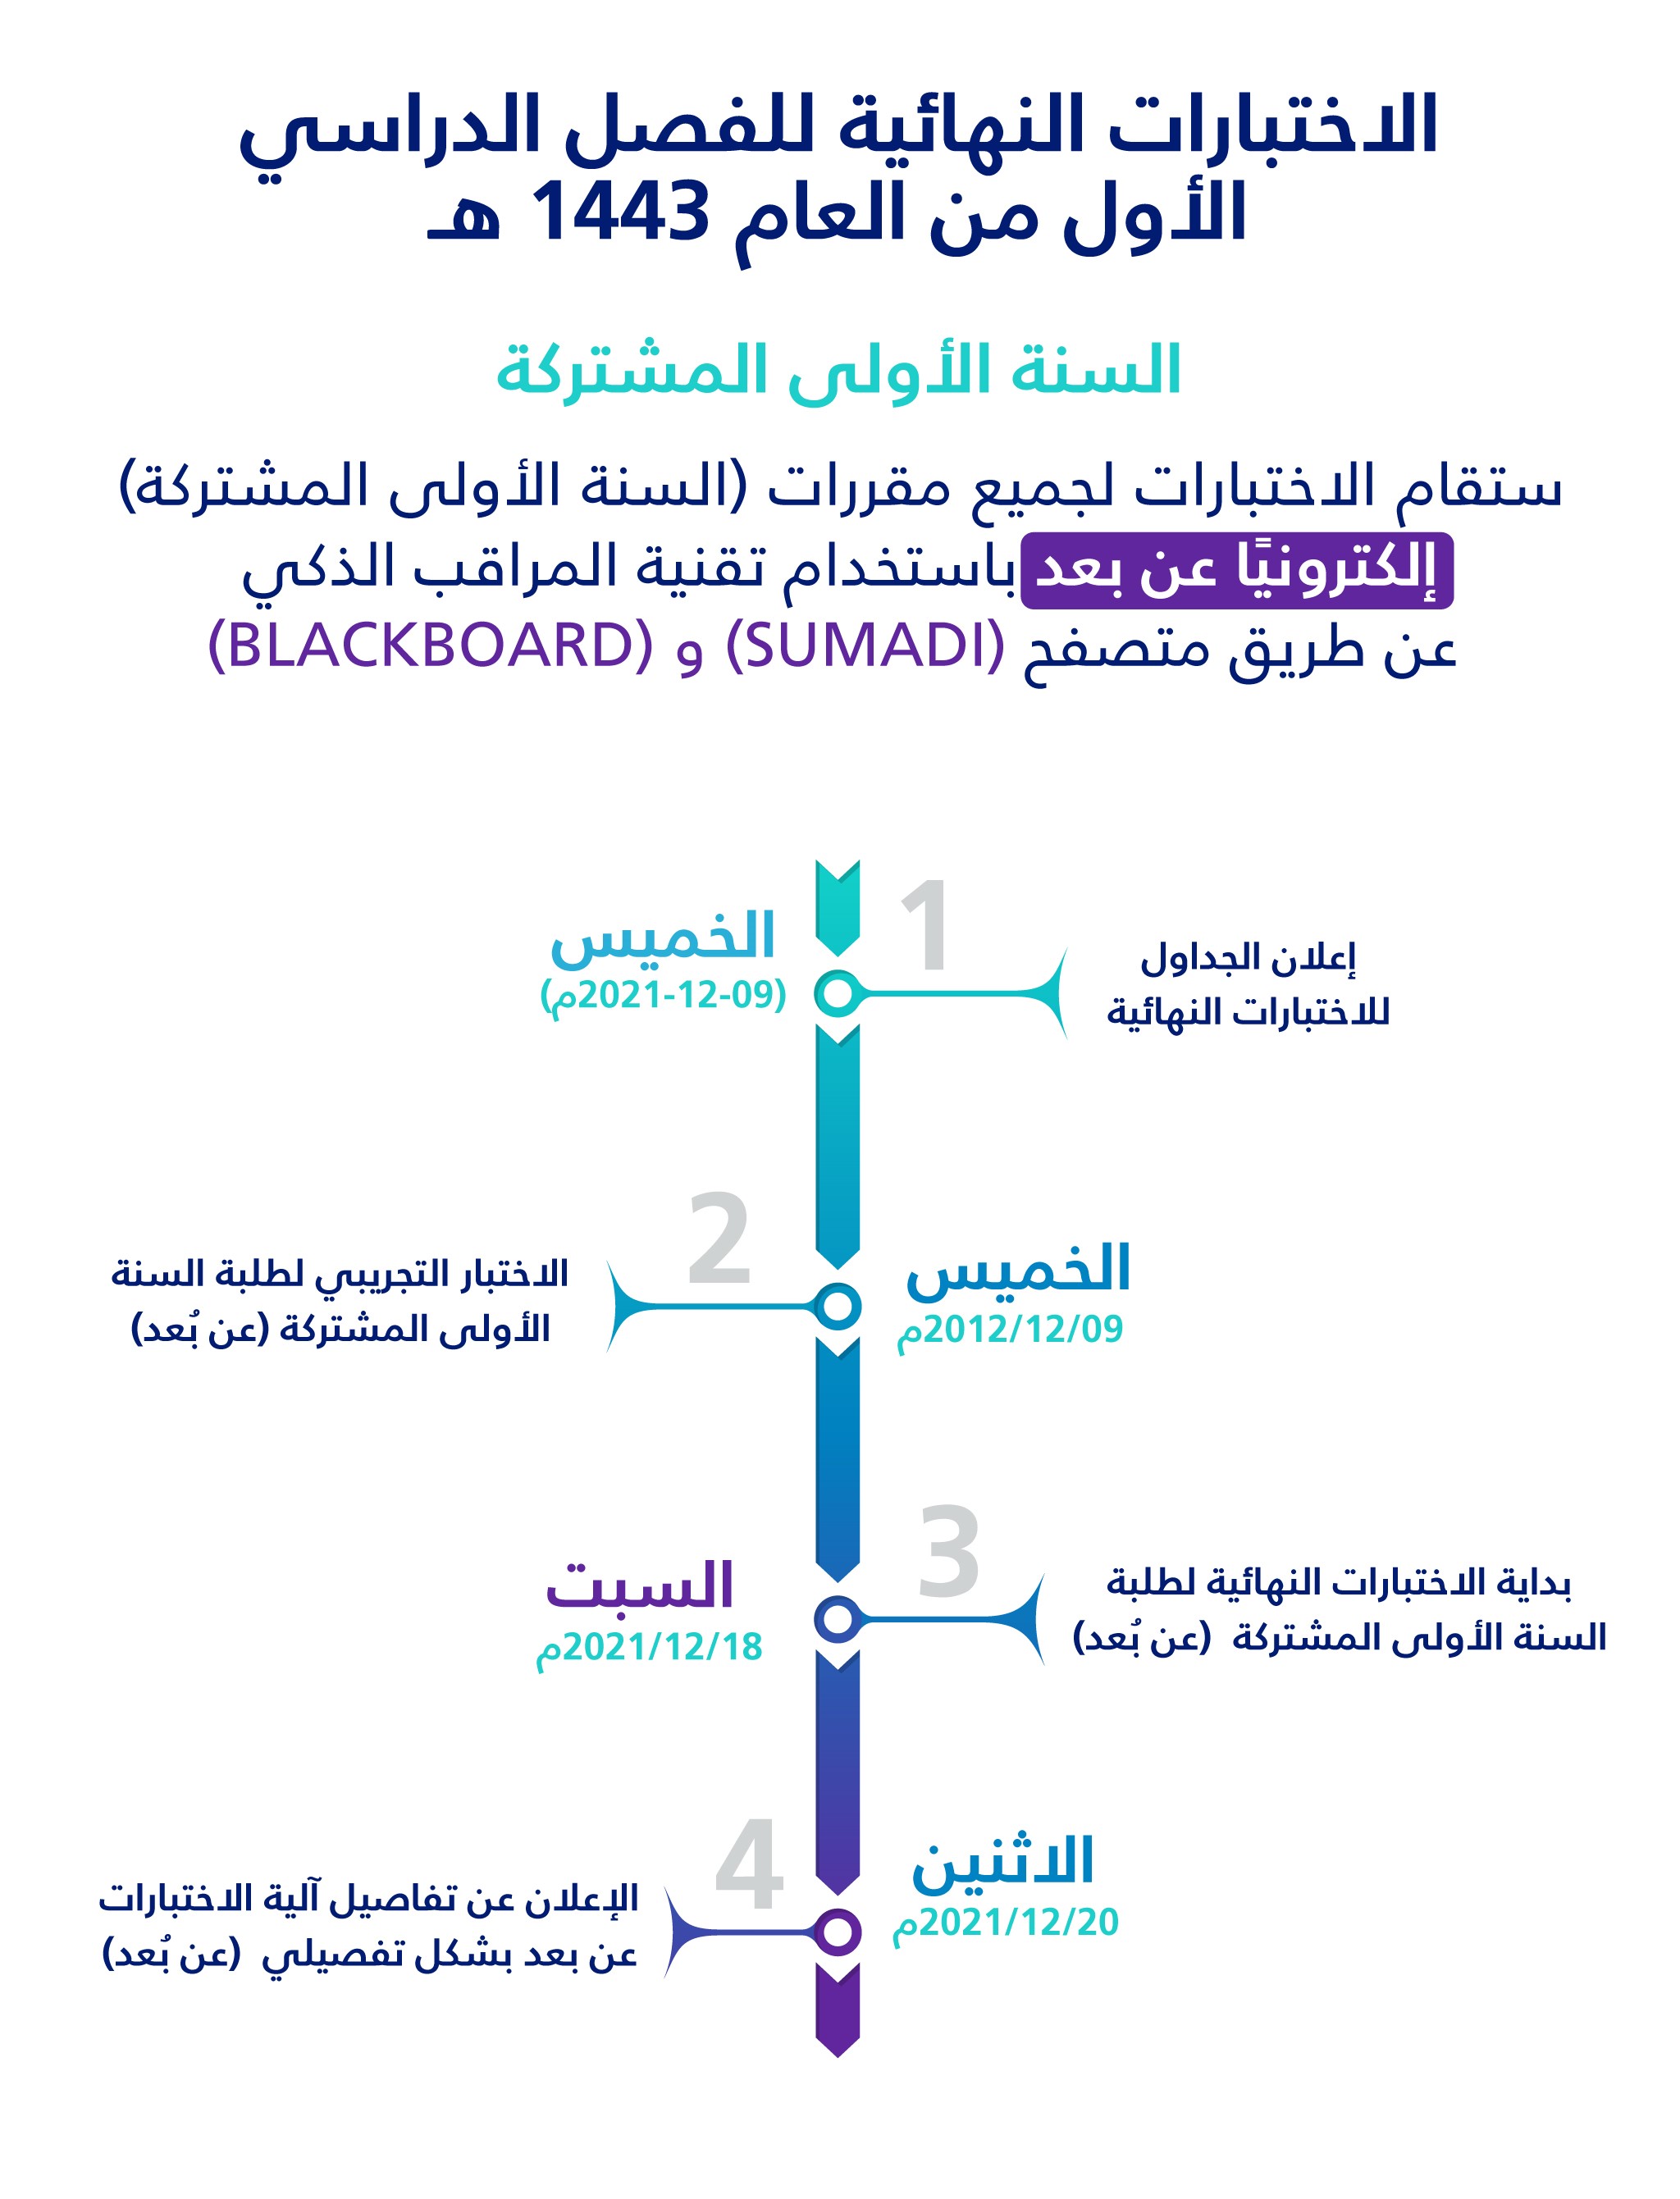 الاختبارات النهائية للفصل الدراسي
الأول من العام 1443 هـ
السنة الأولى المشتركة
ستقام الاختبارات لجميع مقررات (السنة الأولى المشتركة)
إلكترونيًا عن بعد باستخدام تقنية المراقب الذكي
عن طريق متصفح (SUMADI) و (BLACKBOARD)
1
الخميس
(2021-12-09م)
إعلان الجداول
للاختبارات النهائية
2
الخميس
2012/12/09م
الاختبار التجريبي لطلبة السنة
الأولى المشتركة (عن بُعد)
3
السبت
2021/12/18م
بداية الاختبارات النهائية لطلبة
السنة الأولى المشتركة (عن بُعد)
4
الاثنين
2021/12/20م
الإعلان عن تفاصيل آلية الاختبارات
عن بعد بشكل تفصيلي (عن بُعد)